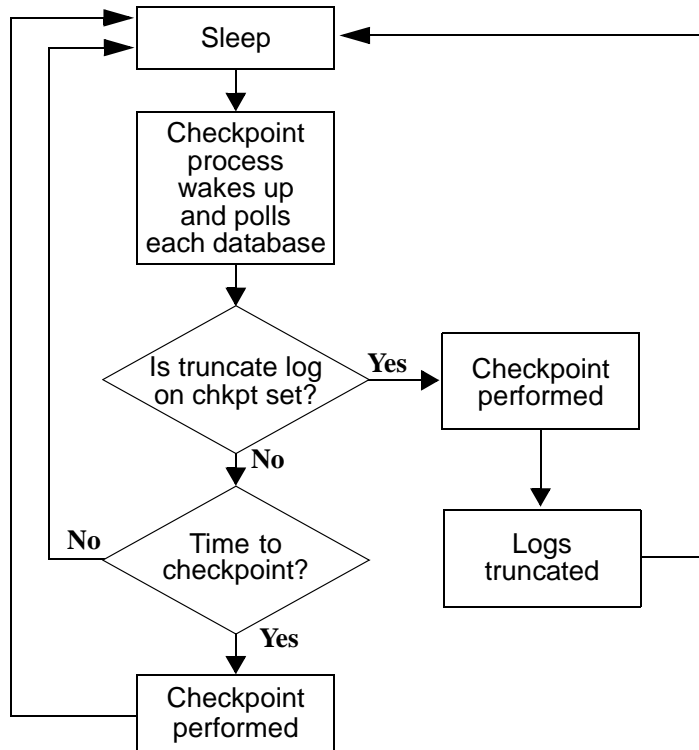 Sleep
Checkpoint
process
wakes up
and polls
each database
Is truncate log
on chkpt set?
Yes
Checkpoint
performed
No
Logs
truncated
No
Time to
checkpoint?
Yes
Checkpoint
performed